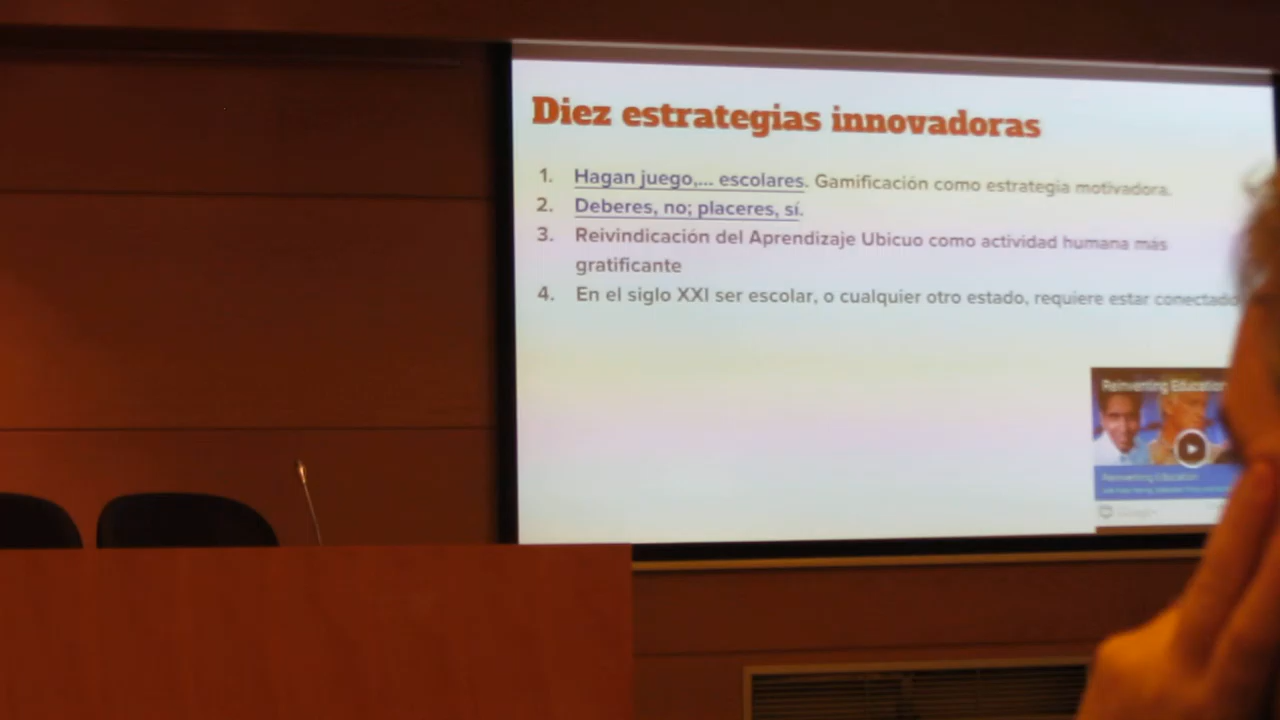 Diez estrategias innovadoras
1. Hagan juego,... escolares. Gamificación como estrategia motivadora.
2. Deberes, no; placeres, sí.
3. Reivindicación del Aprendizaje Ubicuo como actividad humana más
gratificante
4. En el siglo XXI ser escolar, o cualquier otro estado, requiere estar conectado
Reinventing Education
Reinventing Education